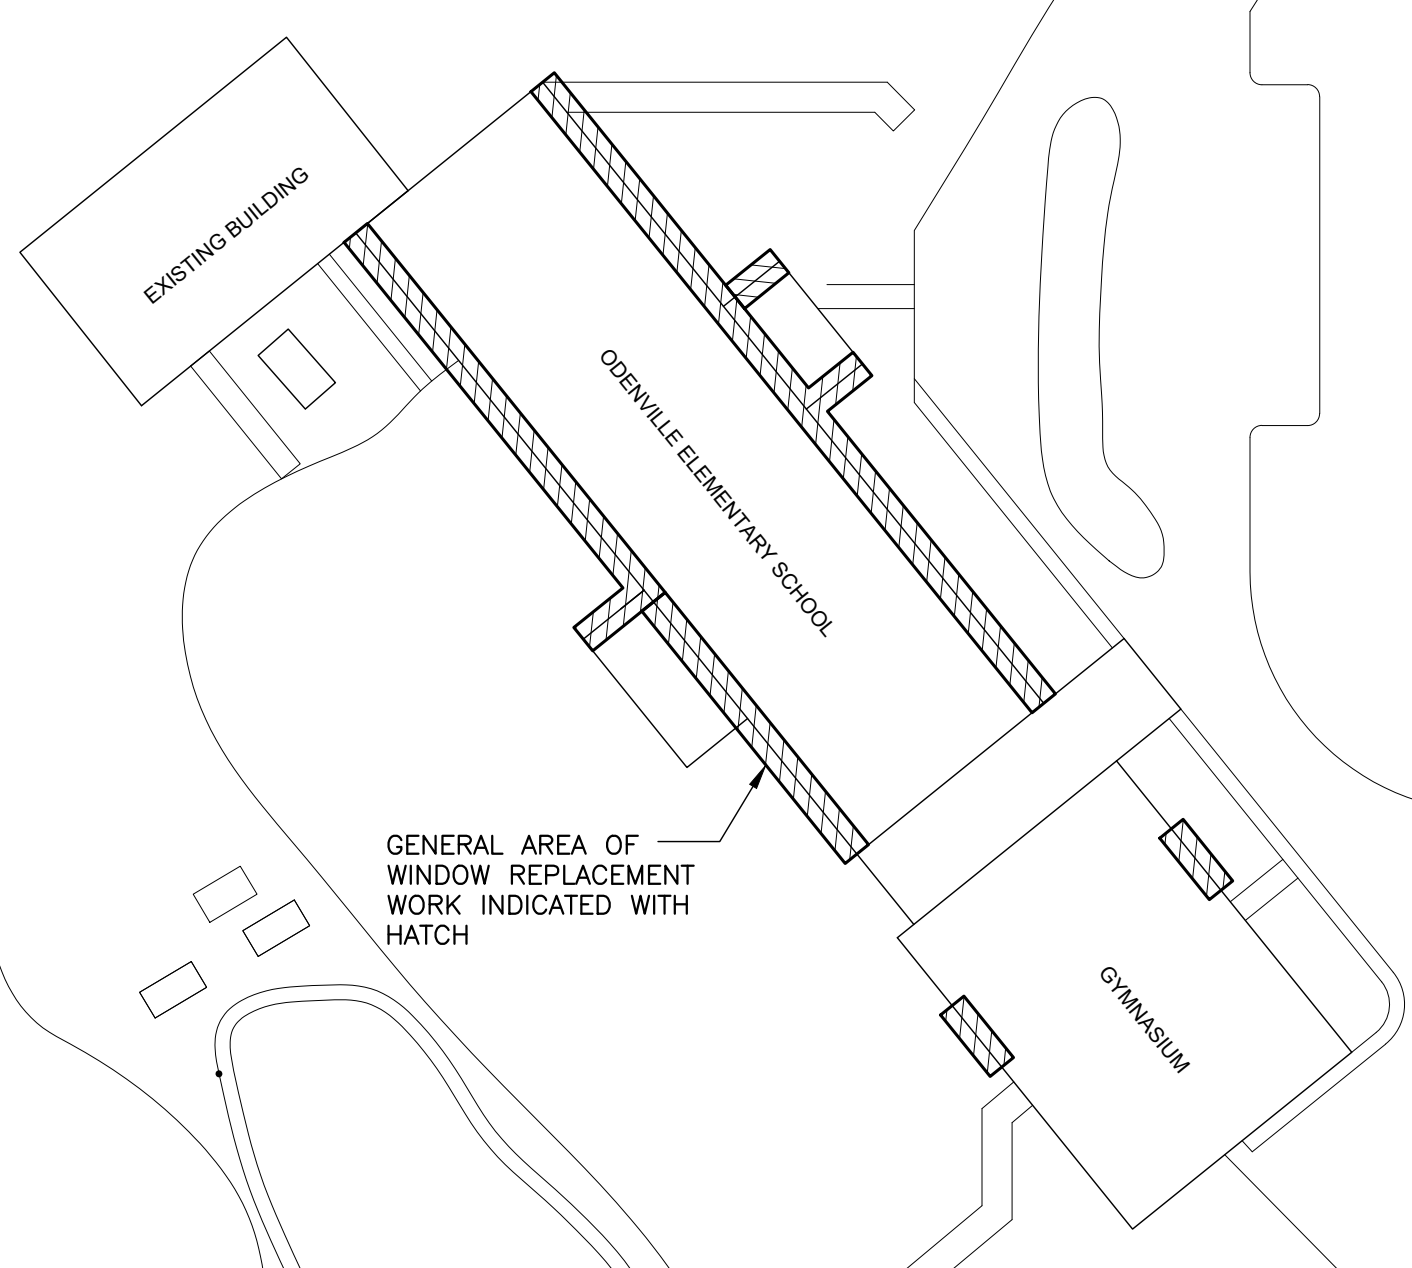 EXISTING BUILDING
ODENVILLE ELEMENTARY SCHOOL
GENERAL AREA OF
WINDOW REPLACEMENT
WORK INDICATED WITH
HATCH
GYMNASIUM